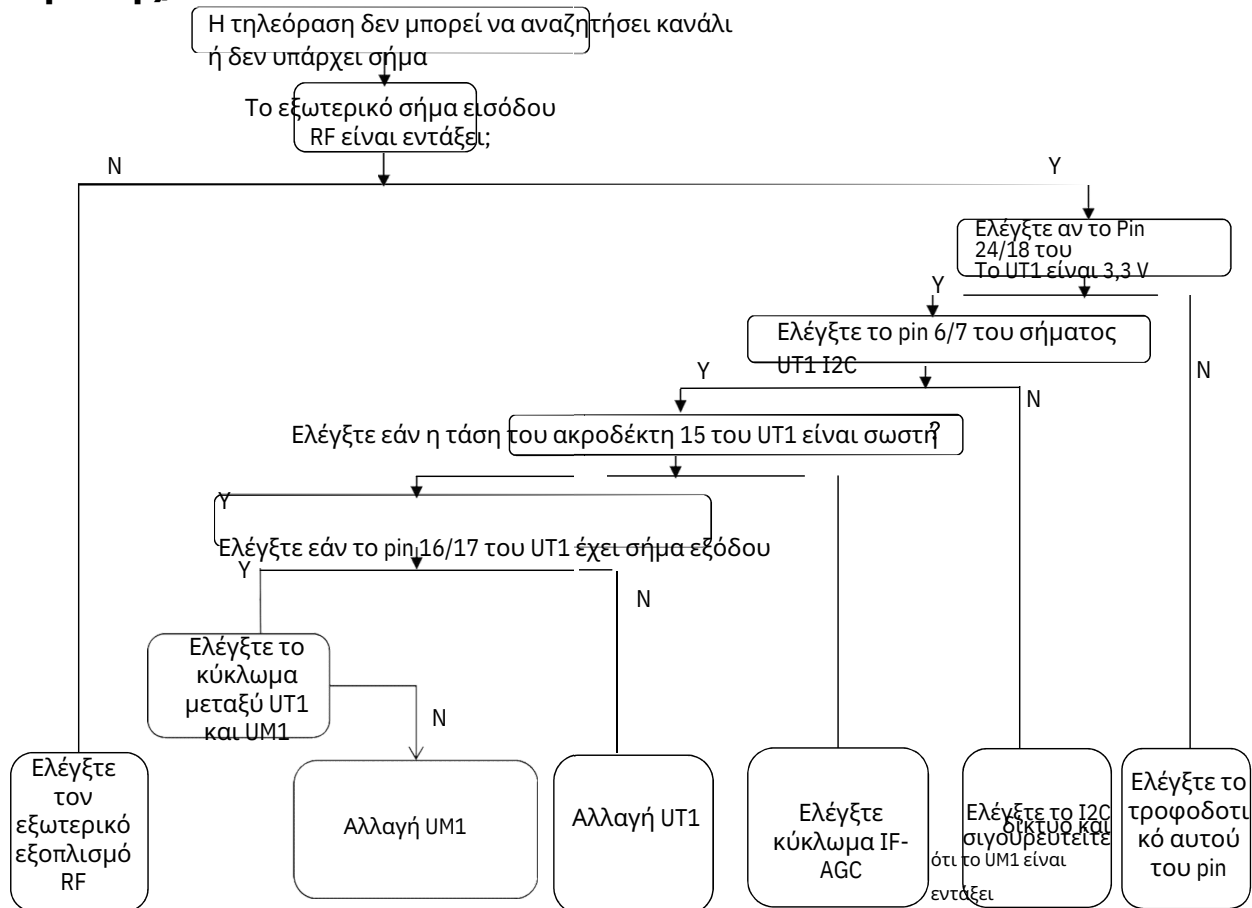 Η τηλεόραση δεν μπορεί να αναζητήσει κανάλι
ή δεν υπάρχει σήμα
Το εξωτερικό σήμα εισόδου
RF είναι εντάξει;
N
Y
Ελέγξτε αν το Pin
24/18 του
Το UT1 είναι 3,3 V
Y
Ελέγξτε το pin 6/7 του σήματος
UT1 I2C
N
Y
N
Ελέγξτε εάν η τάση του ακροδέκτη 15 του UT1 είναι σωστή?
Y
Ελέγξτε εάν το pin 16/17 του UT1 έχει σήμα εξόδου
Y
N
Ελέγξτε το
κύκλωμα
μεταξύ UT1
και UM1
N
Ελέγξτε
τον
εξωτερικό
εξοπλισμό
RF
Αλλαγή UM1
Αλλαγή UT1
Ελέγξτε
κύκλωμα IF-
AGC
Ελέγξτε το I2C
δίκτυο και
σιγουρευτείτε
ότι το UM1 είναι
εντάξει
Ελέγξτε το
τροφοδοτι
κό αυτού
του pin